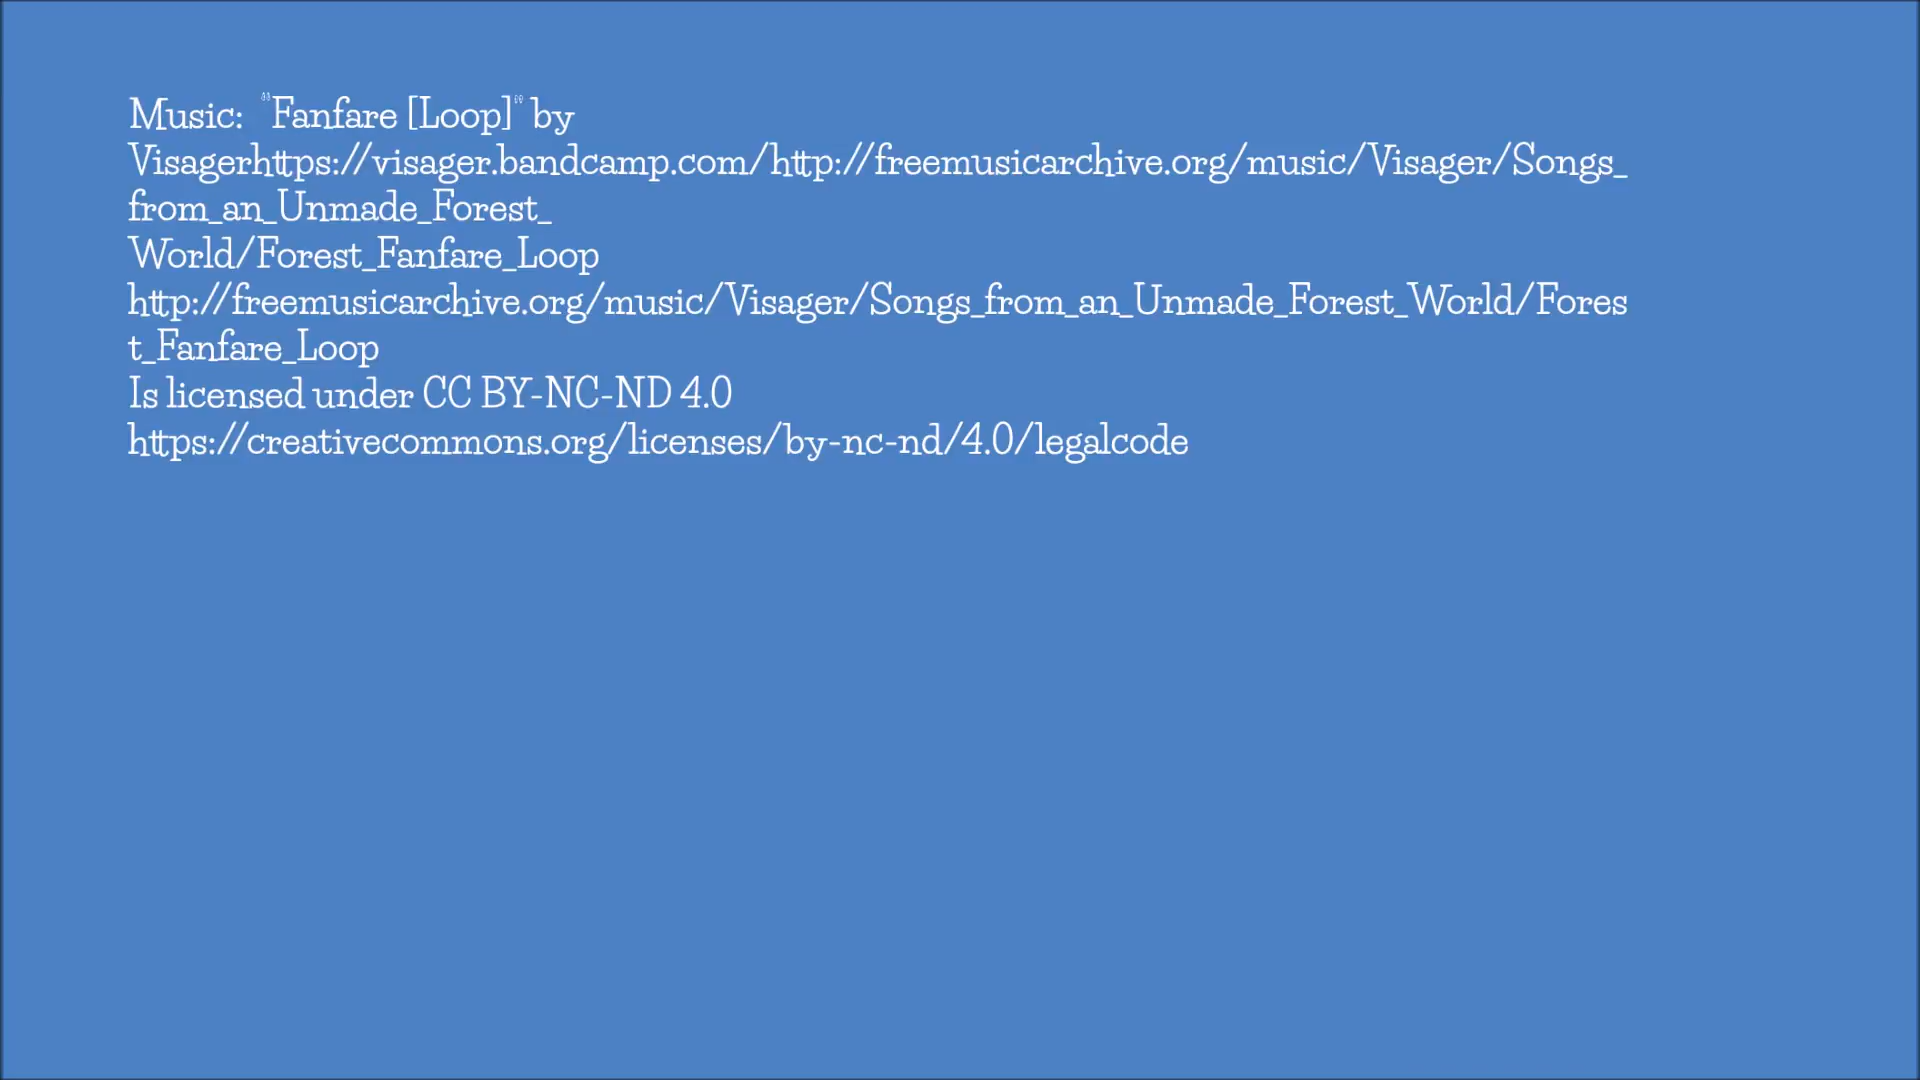 Music:  "Fanfare [Loop]" by
Visagerhttps://visager.bandcamp.com/http://freemusicarchive.org/music/Visager/Songs_
from_an_Unmade_Forest_
World/Forest_Fanfare_Loop
http://freemusicarchive.org/music/Visager/Songs_from_an_Unmade_Forest_World/Fores
t_Fanfare_Loop
Is licensed under CC BY-NC-ND 4.0
https://creativecommons.org/licenses/by-nc-nd/4.0/legalcode